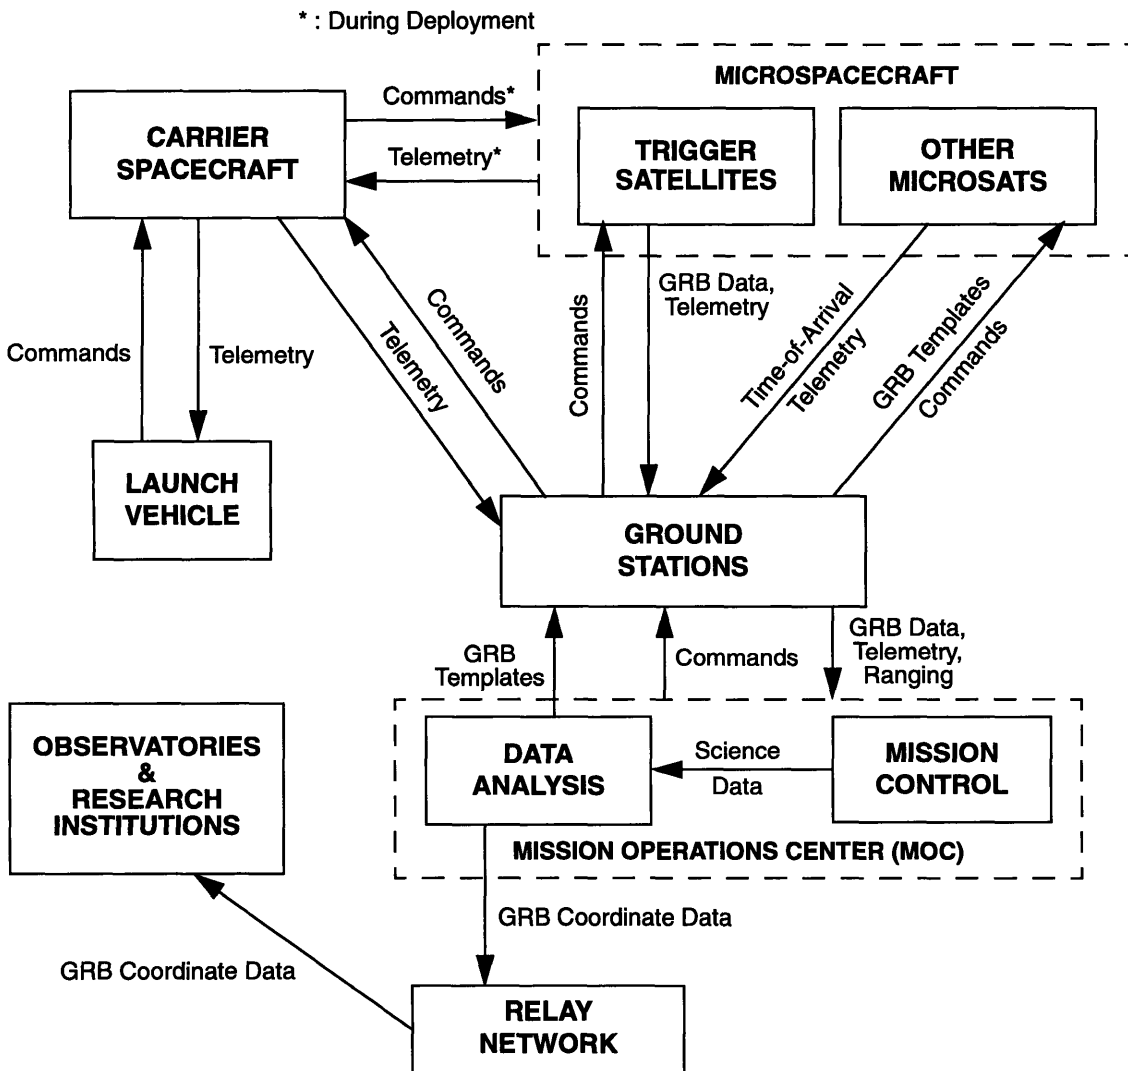 * : During Deployment
MICROSPACECRAFT
Commands*
CARRIER
SPACECRAFT
Telemetry*
TRIGGER
SATELLITES
OTHER
MICROSATS
GRB Data,
Telemetry
Commands
Telemetry
Telemetry
Commands
Commands
Time-of-Arrival
Telemetry
GRB Templates
Commands
LAUNCH
VEHICLE
GROUND
STATIONS
GRB
Templates
Commands
GRB Data,
Telemetry,
Ranging
OBSERVATORIES
&
RESEARCH
INSTITUTIONS
DATA
ANALYSIS
Science
Data
MISSION
CONTROL
MISSION OPERATIONS CENTER (MOC)
GRB Coordinate Data
GRB Coordinate Data
RELAY
NETWORK